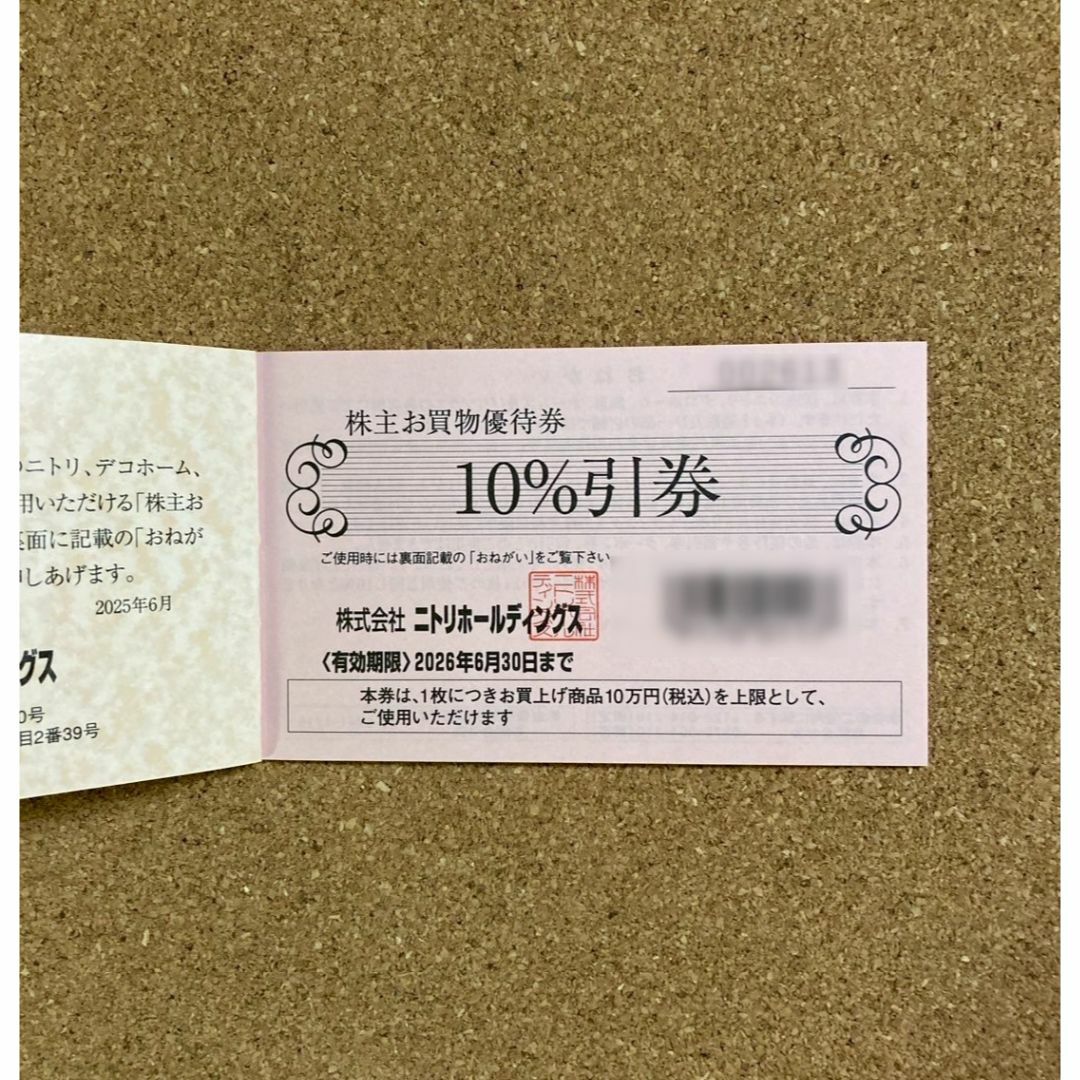 ニトリ、デコホーム、
用いただける「株主お
裏面に記載の「おねが
申しあげます。
2025年6月
グス
0号
目2番39号
株主お買物優待券
10%引券
ご使用時には裏面記載の「おねがい」をご覧下さい
株式会社 ニトリホールディングス
〈有効期限〉2026年6月30日まで
本券は、1枚につきお買上げ商品10万円(税込)を上限として、
ご使用いただけます